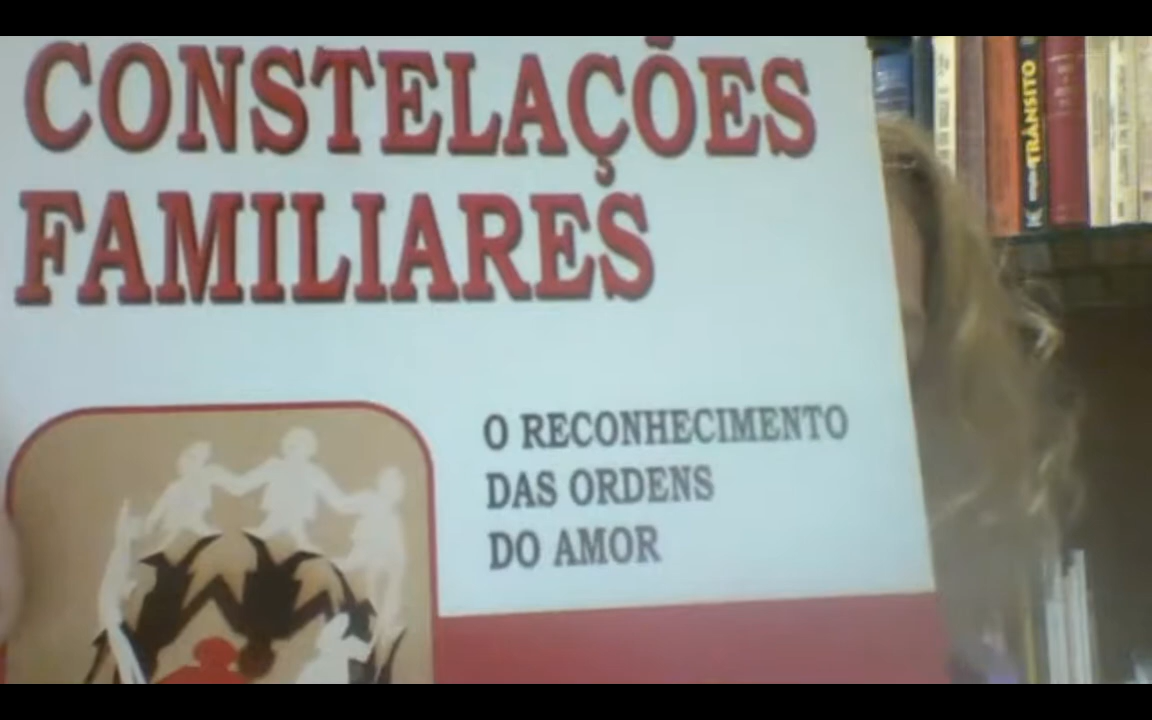 CONSTELAÇÕES
FAMILIARES
O RECONHECIMENTO
DAS ORDENS
DO AMOR
TRÂNSITO